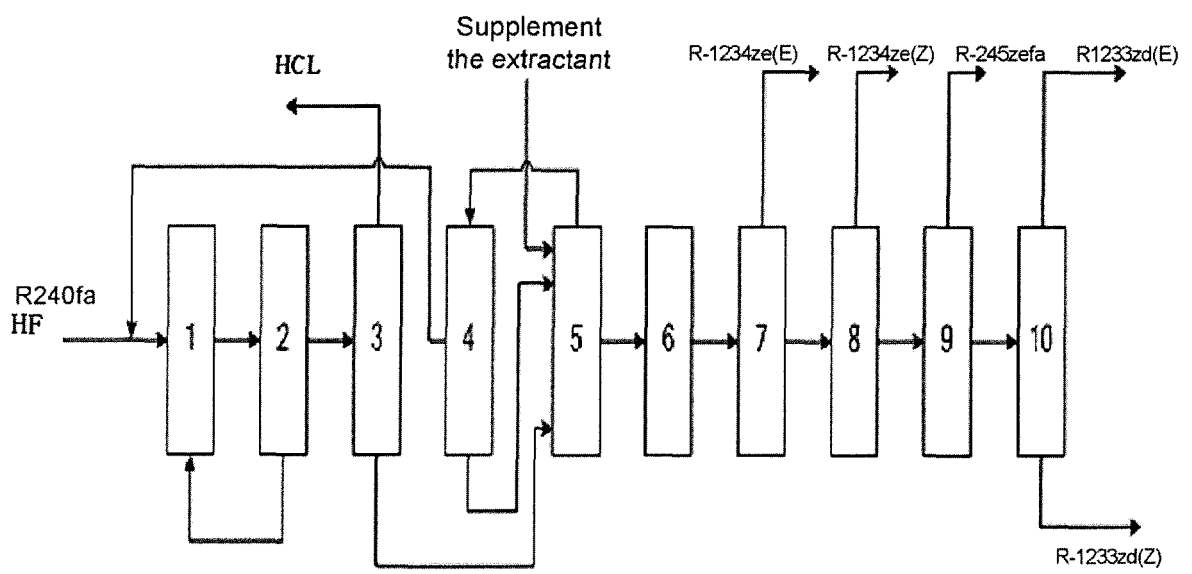 Supplement
the extractant
HCL
R-1234ze(E)
R-1234ze(Z)
R-245zefa
R1233zd(E)
R240fa
HF
1
2
3
4
5
6
7
8
9
10
R-1233zd(Z)